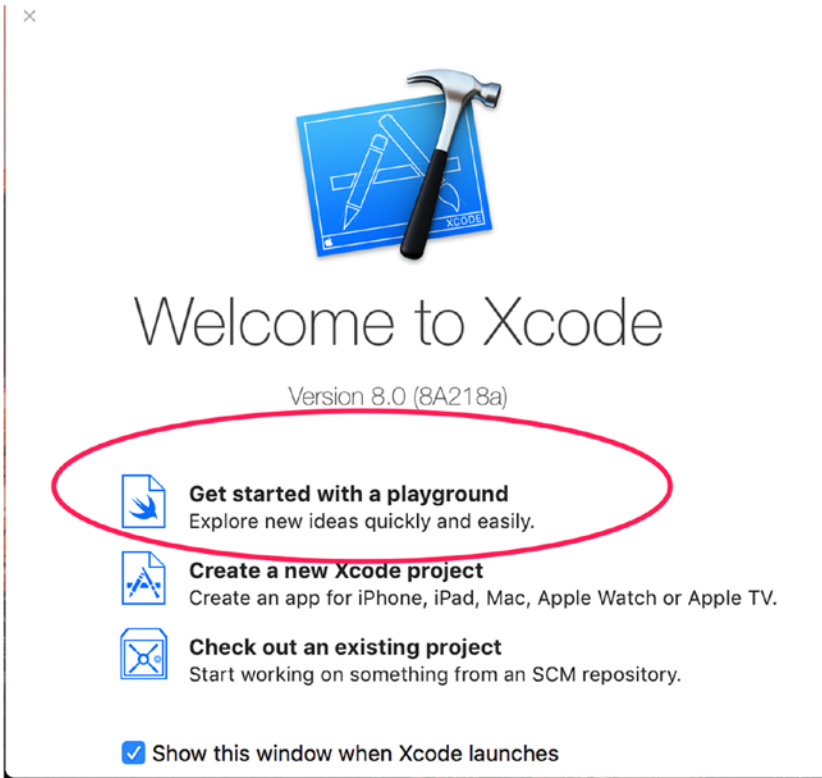 XCODE
Welcome to Xcode
Version 8.0 (8A218a)
Get started with a playground
Explore new ideas quickly and easily.
Create a new Xcode project
Create an app for iPhone, iPad, Mac, Apple Watch or Apple TV.
Check out an existing project
Start working on something from an SCM repository.
Show this window when Xcode launches